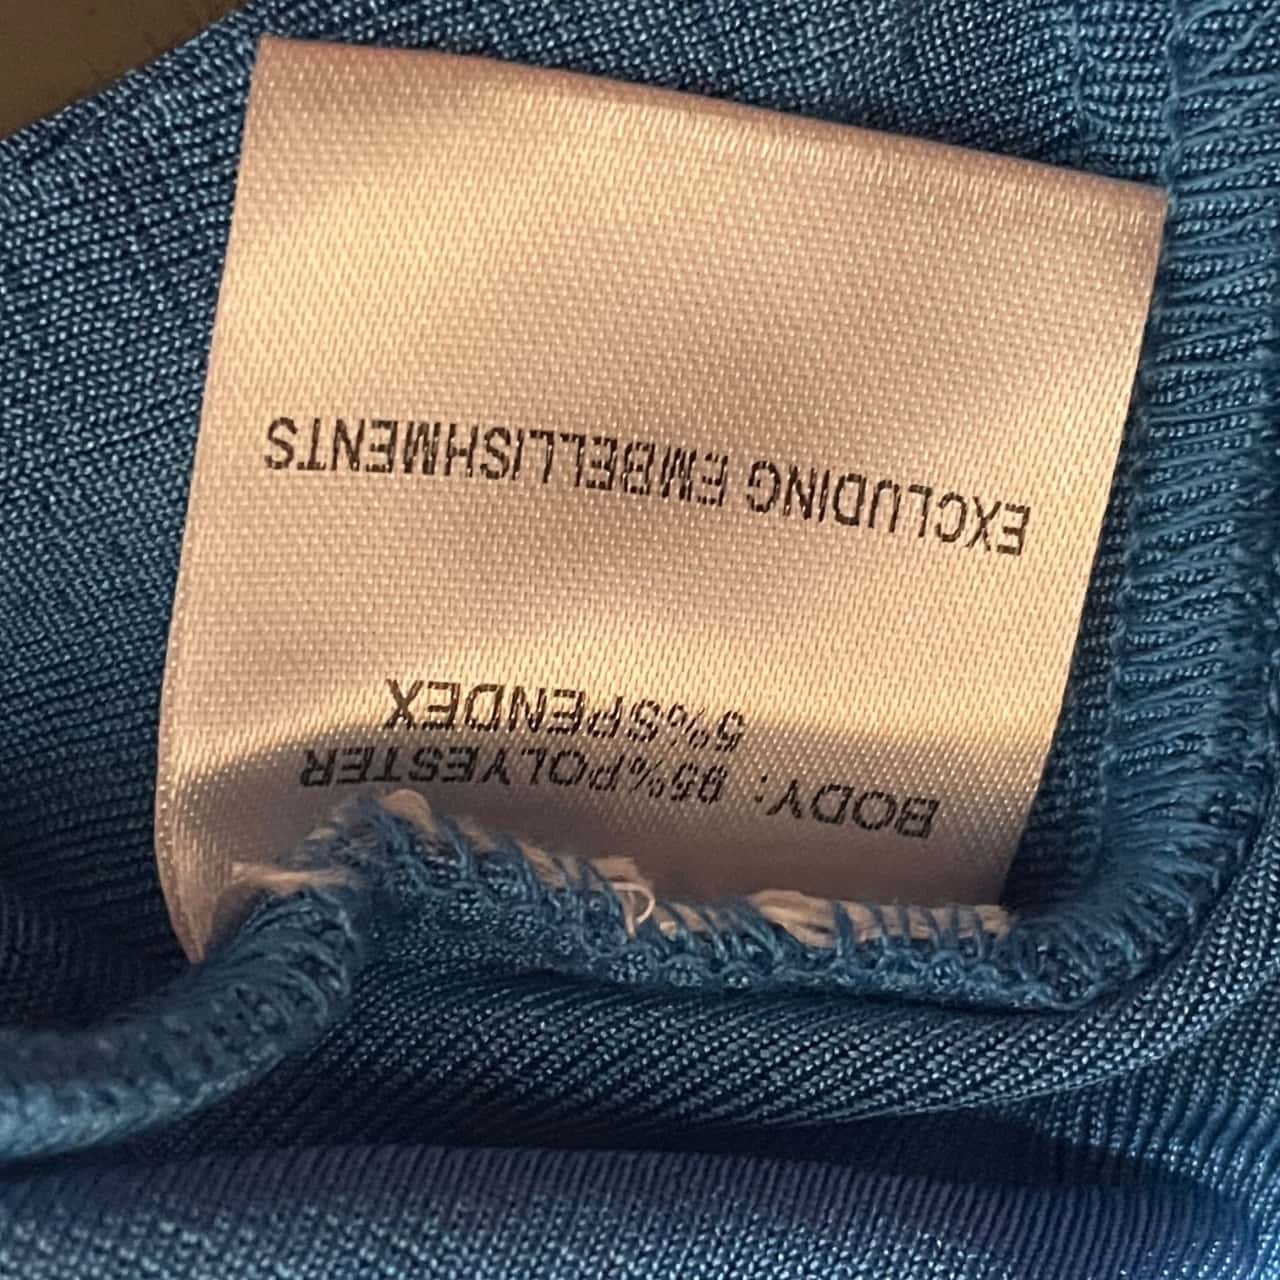 BODY: 95%POLYESTER
5%SPENDEX
EXCLUDING EMBELLISHMENTS